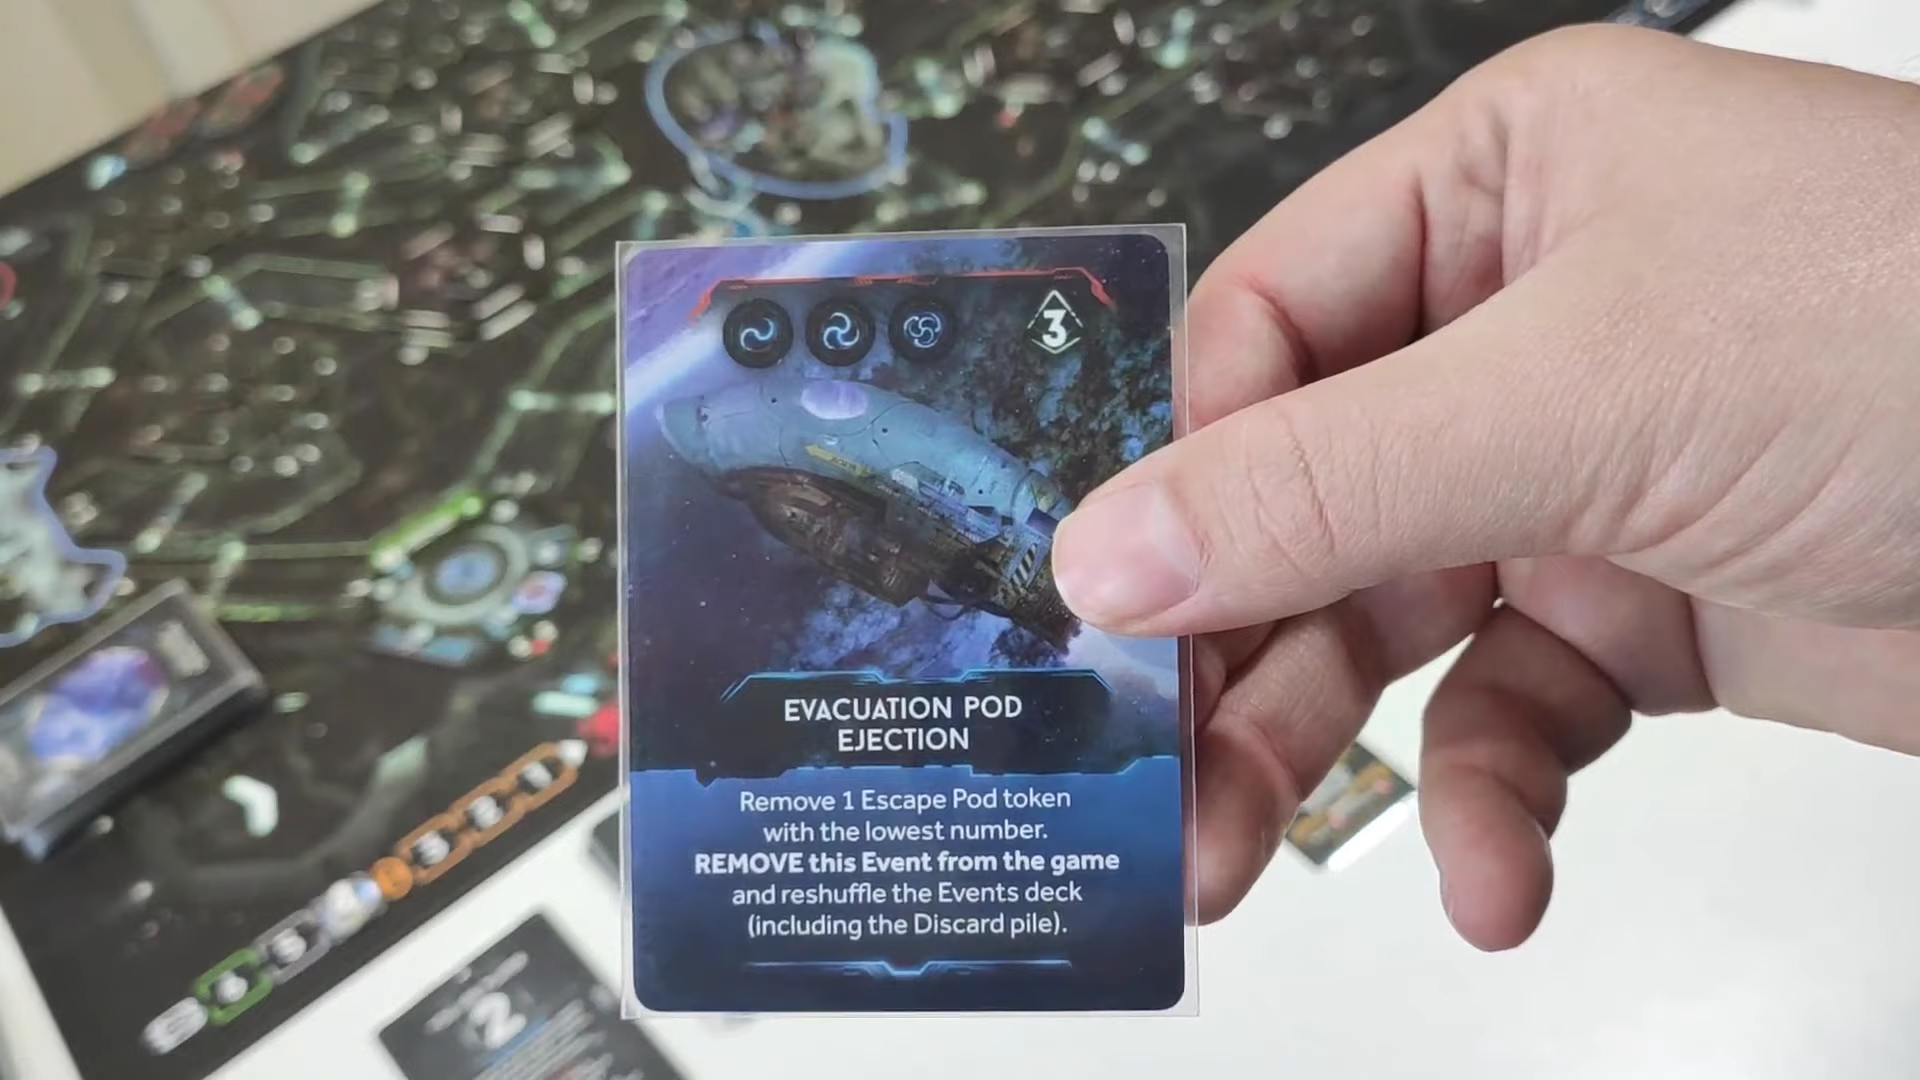 3
EVACUATION POD
EJECTION
Remove 1 Escape Pod token
with the lowest number.
REMOVE this Event from the game
and reshuffle the Events deck
(including the Discard pile).
2